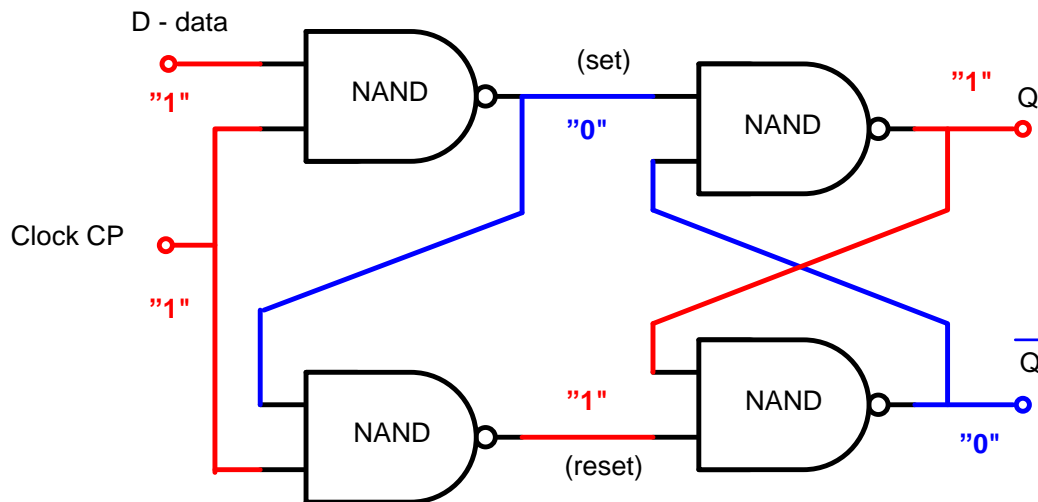 D - data
”1"
NAND
(set)
”0"
NAND
”1"
Q
Clock CP
”1"
NAND
”1"
(reset)
NAND
Q̅
”0"